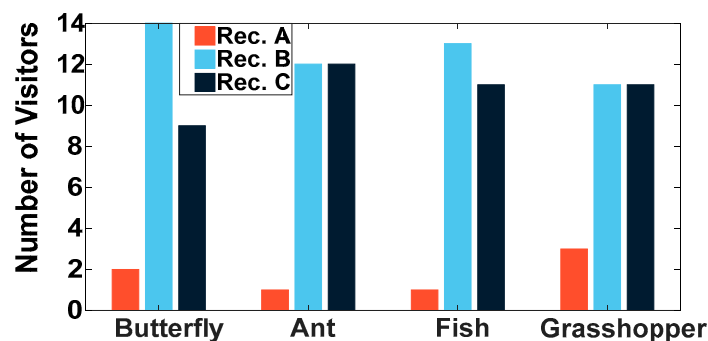 Number of Visitors
14
12
10
8
6
4
2
0
Rec. A
Rec. B
Rec. C
Butterfly Ant Fish Grasshopper